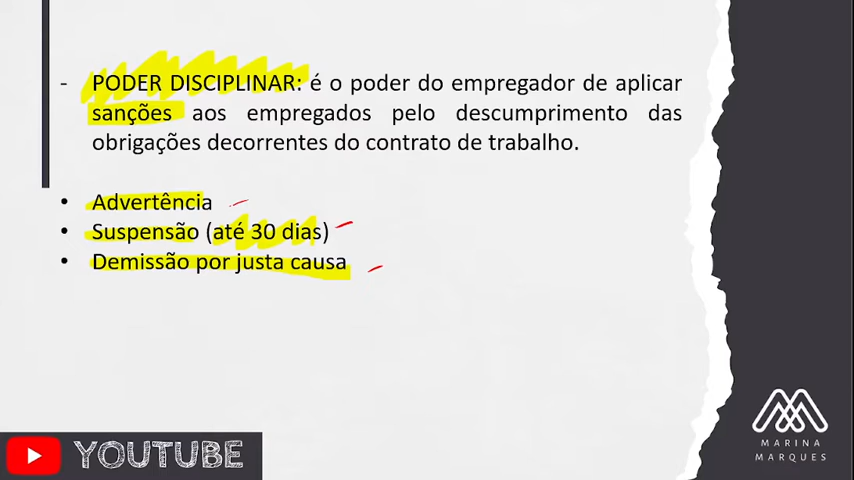 - PODER DISCIPLINAR: é o poder do empregador de aplicar
sanções aos empregados pelo descumprimento das
obrigações decorrentes do contrato de trabalho.
• Advertência
• Suspensão (até 30 dias)
• Demissão por justa causa
YOUTUBE
MARINA
MARQUES